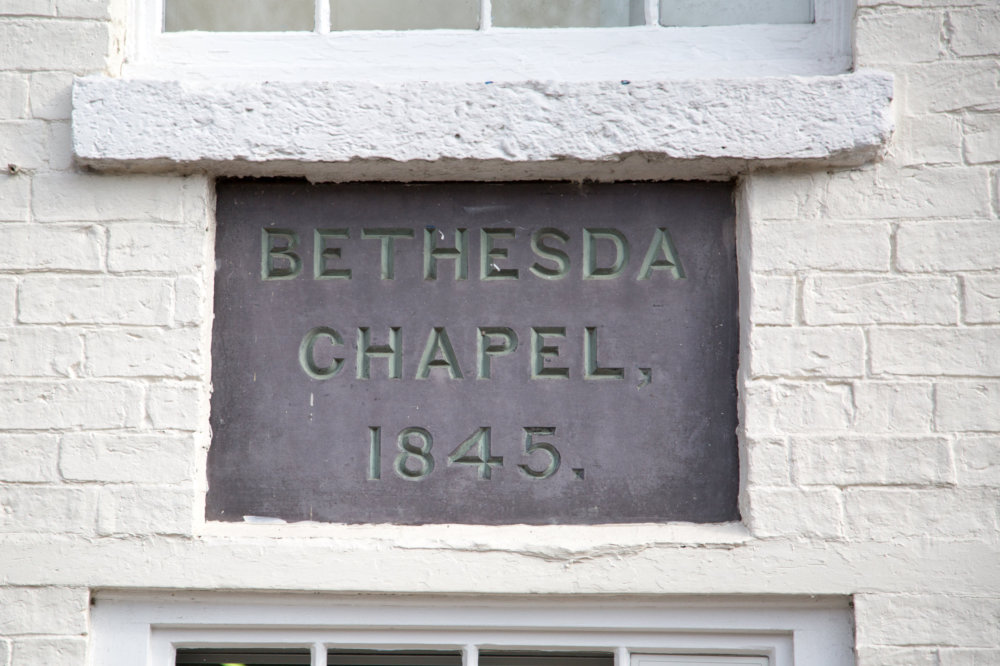 BETHESDA
CHAPEL,
1845.